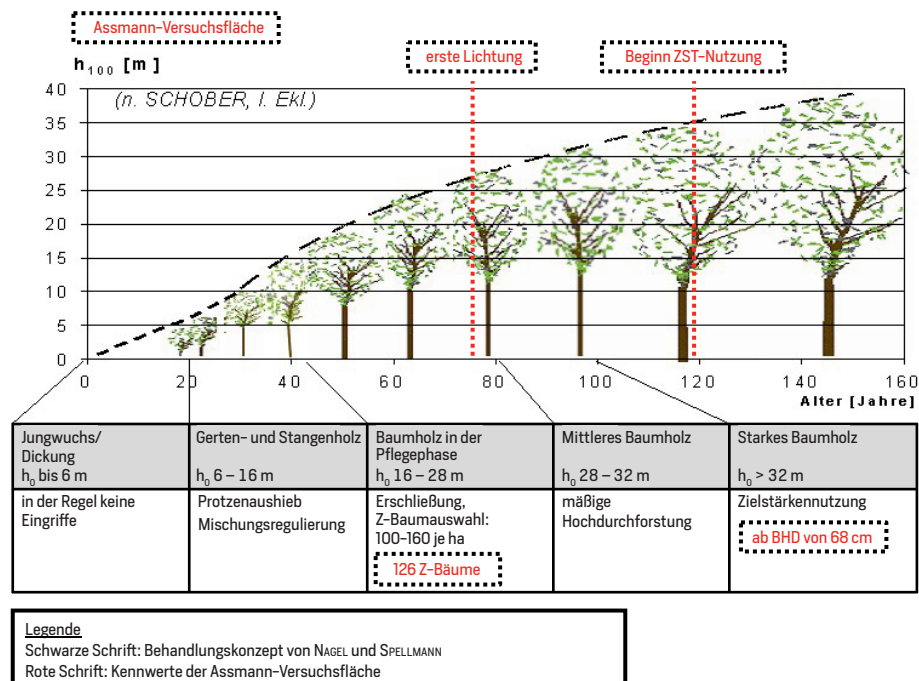 Assmann-Versuchsfläche
erste Lichtung
Beginn ZST-Nutzung
h100 [m]
(n. SCHOBER, I. Ekl.)
40
35
30
25
20
15
10
5
0
0 20 40 60 80 100 120 140 160
Alter [Jahre]
Jungwuchs/
Dickung
h0 bis 6 m
Gerten- und Stangenholz
h0 6 – 16 m
Baumholz in der
Pflegephase
h0 16 – 28 m
Mittleres Baumholz
h0 28 – 32 m
Starkes Baumholz
h0 > 32 m
in der Regel keine
Eingriffe
Protzenaushieb
Mischungsregulierung
Erschließung,
Z-Baumauswahl:
100-160 je ha
126 Z-Bäume
mäßige
Hochdurchforstung
Zielstärkennutzung
ab BHD von 68 cm
Legende
Schwarze Schrift: Behandlungskonzept von NAGEL und SPELLMANN
Rote Schrift: Kennwerte der Assmann-Versuchsfläche